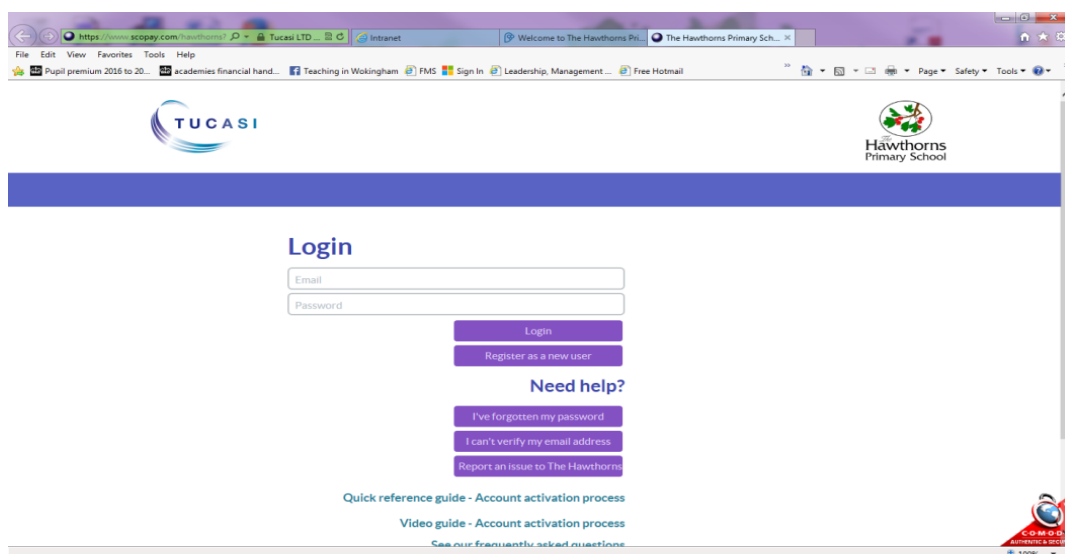 https://www.scopay.com/hawthorns? Tucasi LTD ... Intranet Welcome to The Hawthorns Pri... The Hawthorns Primary Sch...
File Edit View Favorites Tools Help
Pupil premium 2016 to 20... academies financial hand... Teaching in Wokingham FMS Sign In Leadership, Management ... Free Hotmail Page Safety Tools
TUCASI
The
Hawthorns
Primary School
Login
Email
Password
Login
Register as a new user
Need help?
I've forgotten my password
I can't verify my email address
Report an issue to The Hawthorns
Quick reference guide - Account activation process
Video guide - Account activation process
See our frequently asked questions
COMOD
AUTHENTIC & SECU
100%